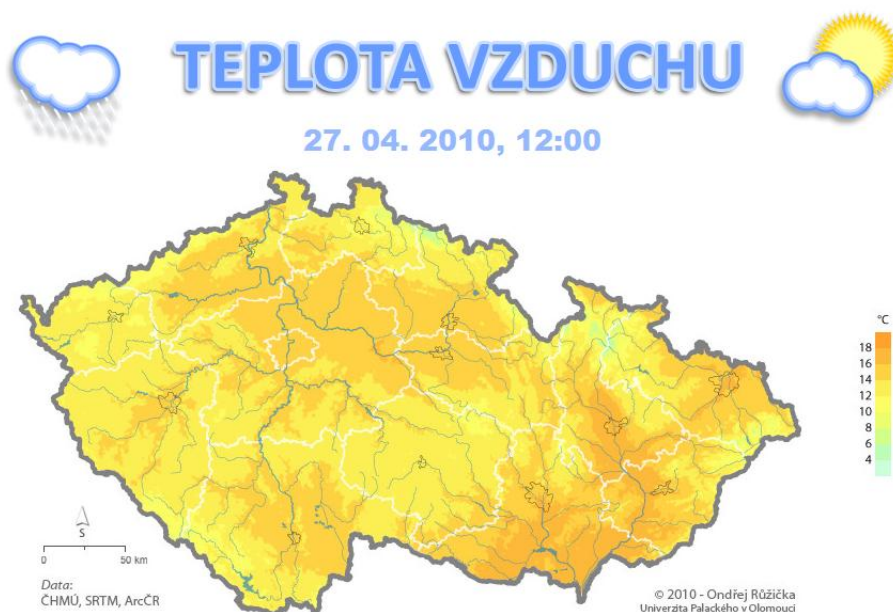 TEPLOTA VZDUCHU
27. 04. 2010, 12:00
°C
18
16
14
12
10
8
6
4
S
0 50 km
Data:
ČHMÚ, SRTM, ArcČR
© 2010 - Ondřej Růžička
Univerzita Palackého v Olomouci